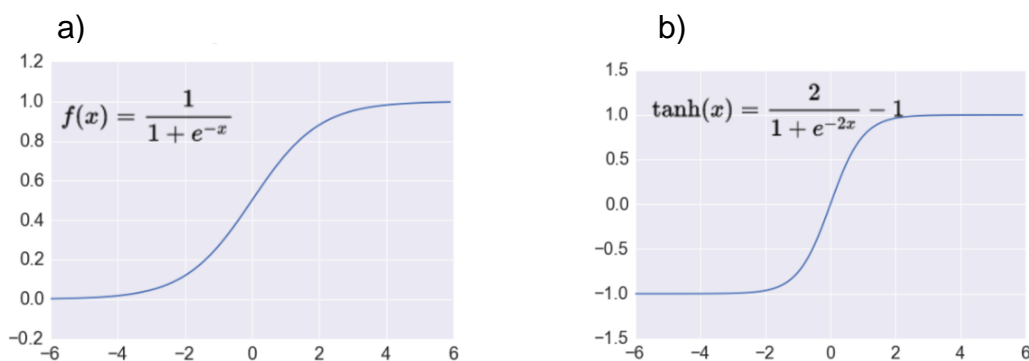 a)
b)
1.2
1.0
0.8
0.6
0.4
0.2
0.0
−0.2
−6 −4 −2 0 2 4 6
f(x) = 1 / (1 + e^{−x})
1.5
1.0
0.5
0.0
−0.5
−1.0
−1.5
−6 −4 −2 0 2 4 6
tanh(x) = 2 / (1 + e^{−2x}) − 1